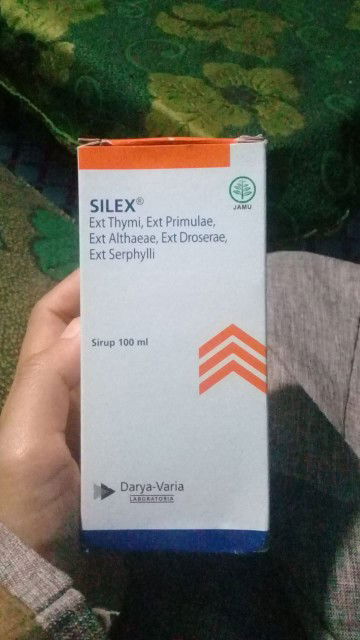 JAMU
SILEX®
Ext Thymi, Ext Primulae,
Ext Althaeae, Ext Droserae,
Ext Serphylli
Sirup 100 ml
Darya-Varia
LABORATORIA